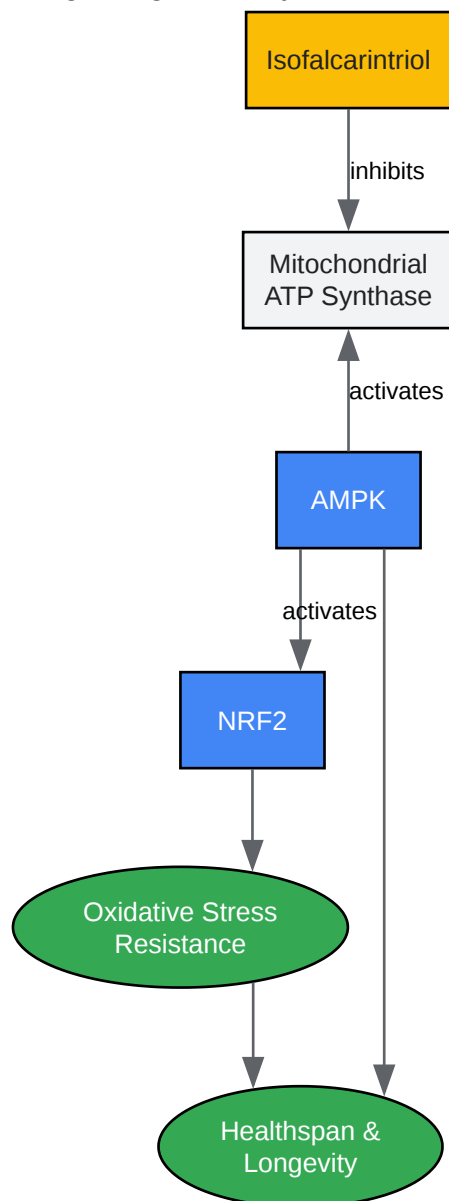 Isofalcarintriol
inhibits
Mitochondrial
ATP Synthase
activates
AMPK
activates
NRF2
Oxidative Stress
Resistance
Healthspan &
Longevity